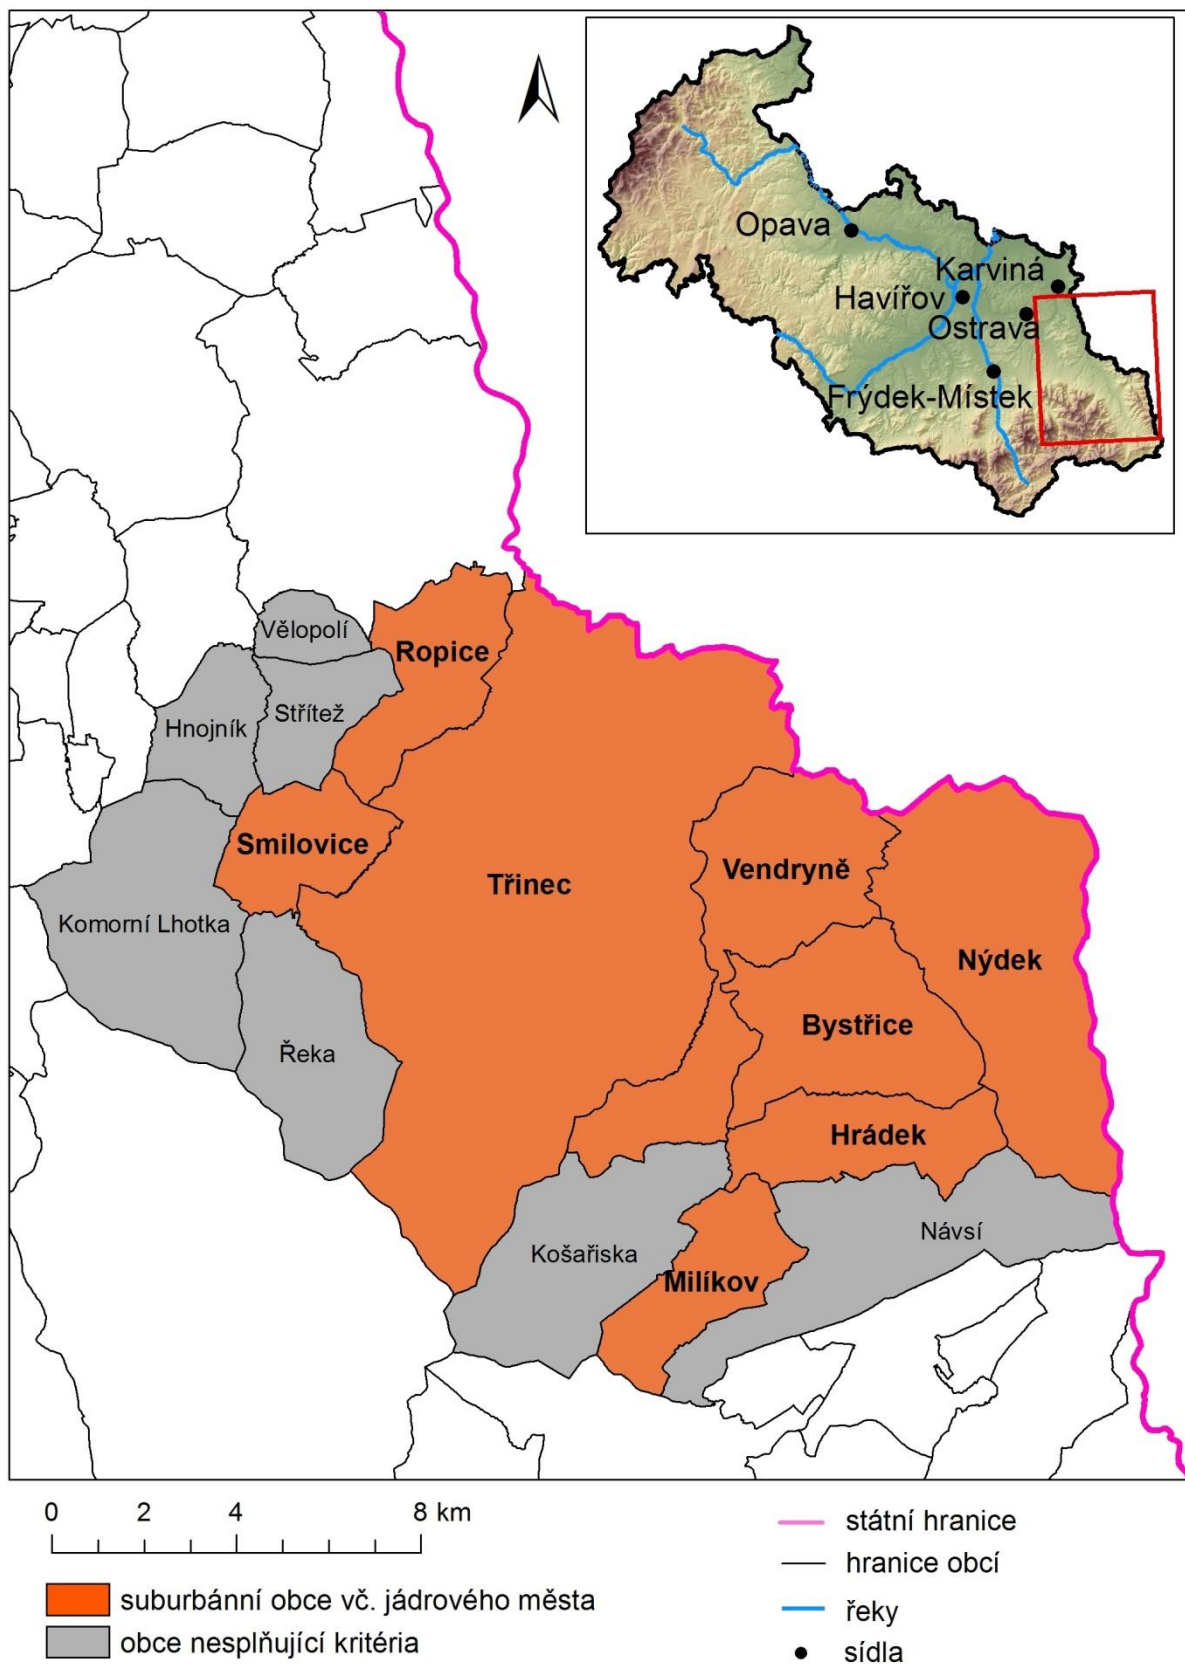 Opava
Karviná
Havířov
Ostrava
Frýdek-Místek
Vělopolí
Ropice
Hnojník
Střítež
Smilovice
Vendryně
Třinec
Komorní Lhotka
Nýdek
Bystřice
Řeka
Hrádek
Návsí
Košařiska
Milíkov
0 2 4 8 km
suburbánní obce vč. jádrového města
obce nesplňující kritéria
státní hranice
hranice obcí
řeky
sídla